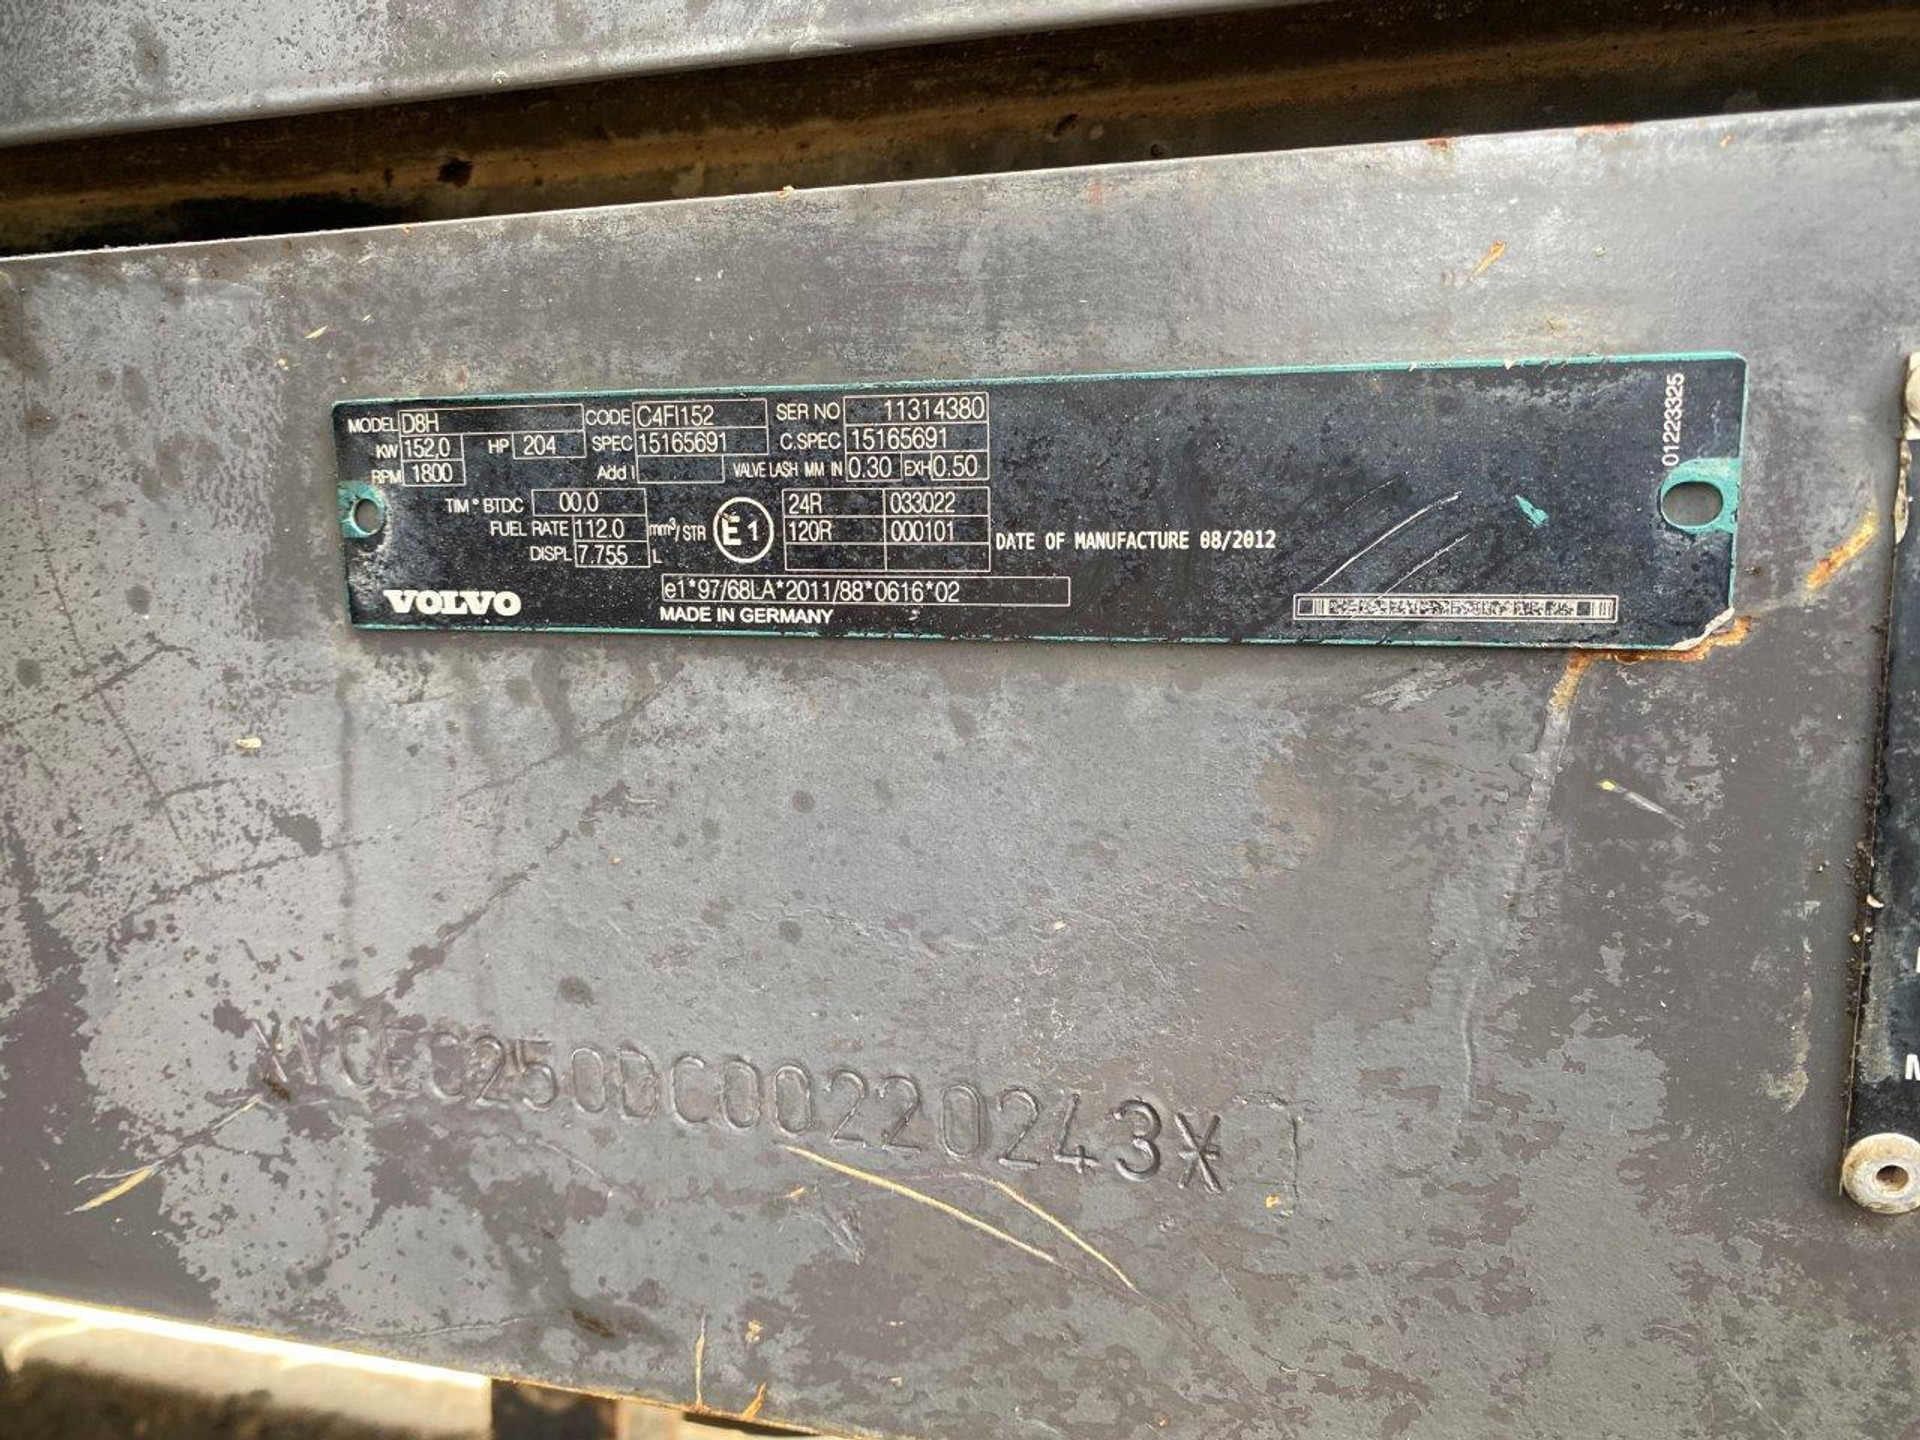 MODEL D8H CODE C4FI152 SER NO 11314380
KW 152,0 HP 204 SPEC 15165691 C.SPEC 15165691
RPM 1800 Add I VALVE LASH MM IN 0.30 EXH 0.50
TIM ° BTDC 00,0 24R 033022
FUEL RATE 112.0 mm³/STR E1 120R 000101
DISPL 7.755 L
DATE OF MANUFACTURE 08/2012
e1*97/68LA*2011/88*0616*02
VOLVO MADE IN GERMANY
01223325
VCEC250DC00220243
M